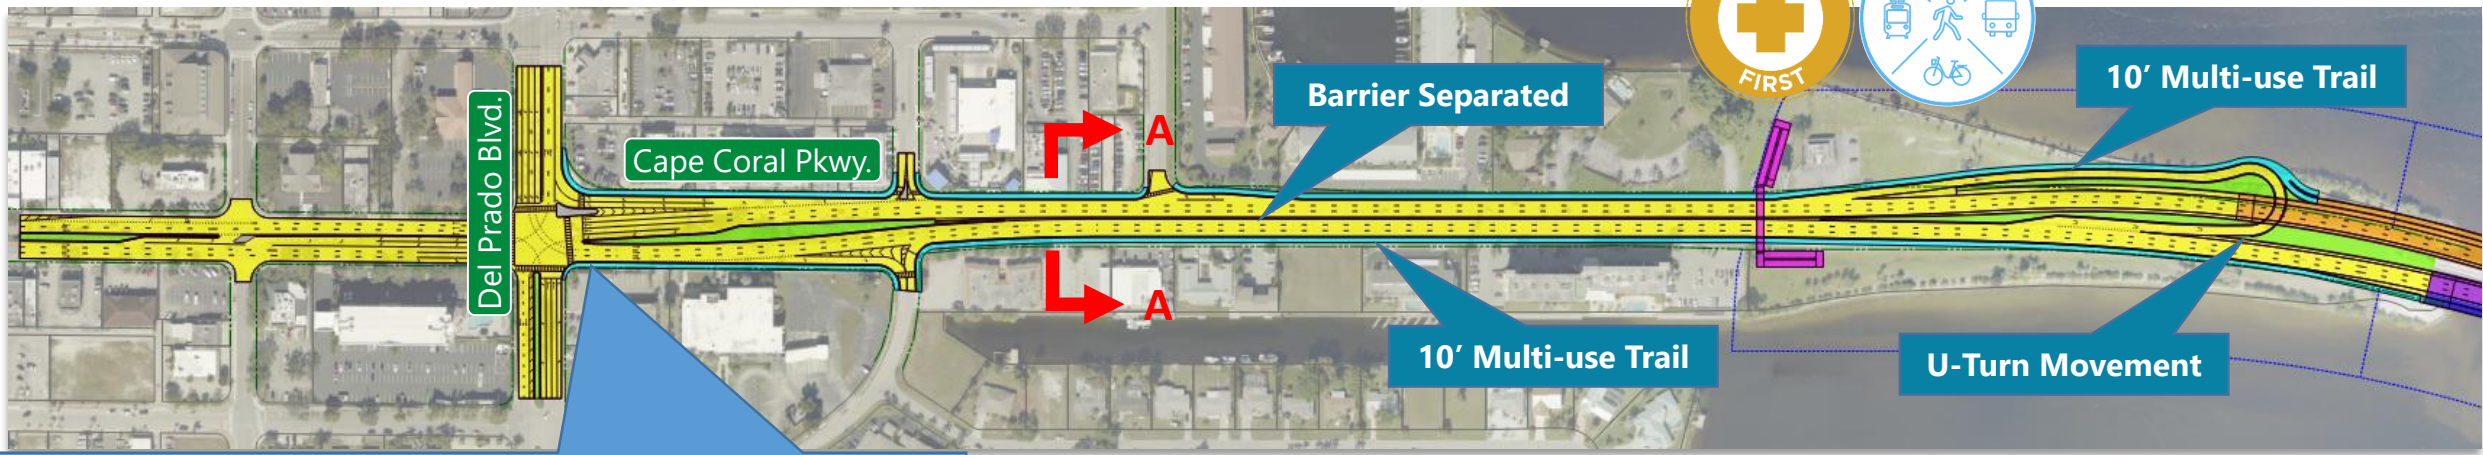 FIRST
10’ Multi-use Trail
Barrier Separated
A
Del Prado Blvd.
Cape Coral Pkwy.
A
10’ Multi-use Trail
U-Turn Movement